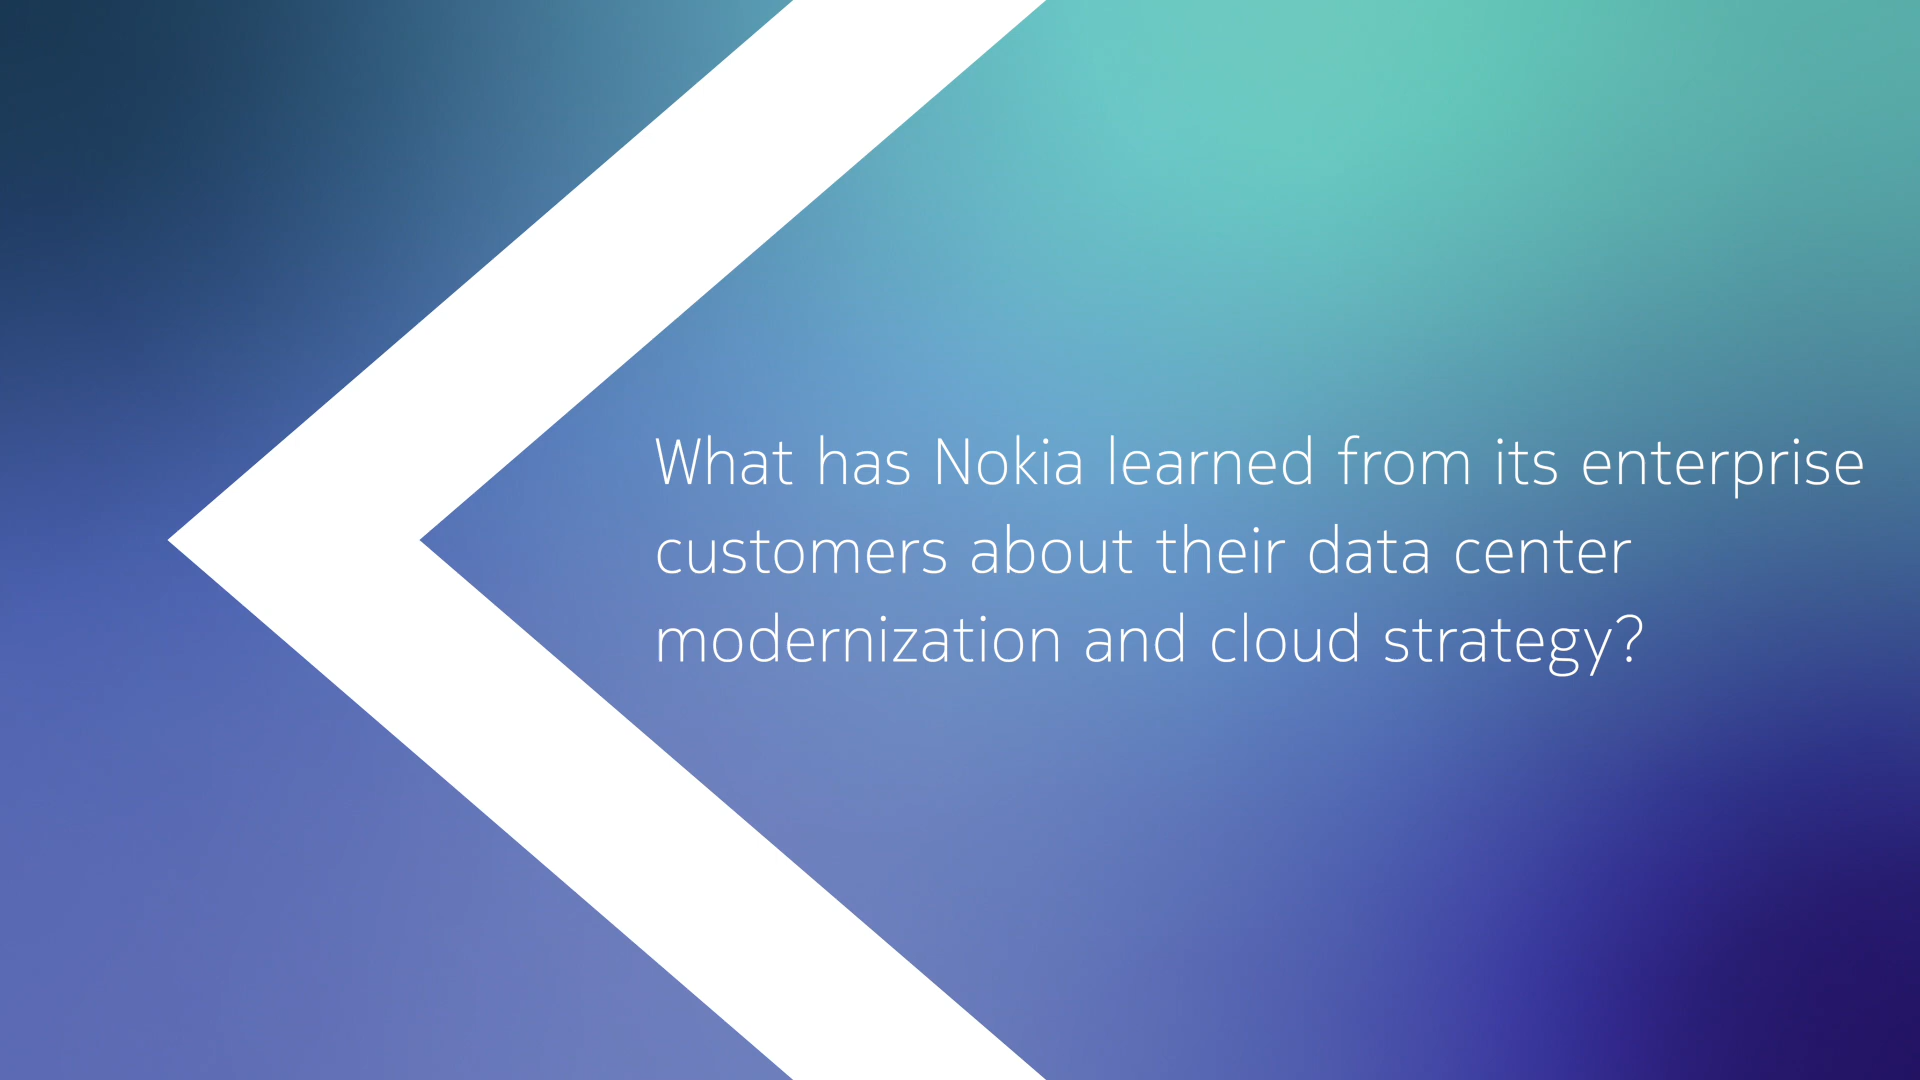 What has Nokia learned from its enterprise
customers about their data center
modernization and cloud strategy?